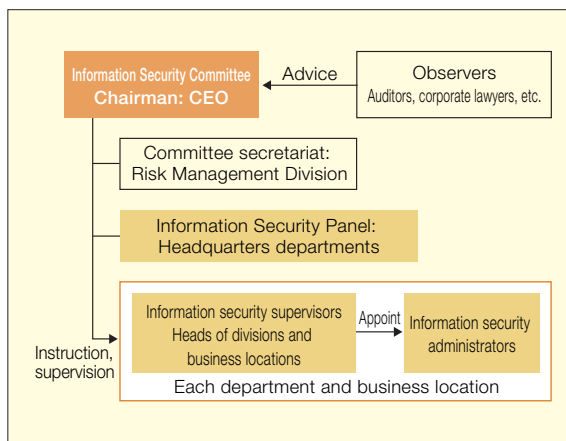 Information Security Committee
Chairman: CEO
Advice
Observers
Auditors, corporate lawyers, etc.
Committee secretariat:
Risk Management Division
Information Security Panel:
Headquarters departments
Instruction,
supervision
Information security supervisors
Heads of divisions and
business locations
Appoint
Information security
administrators
Each department and business location